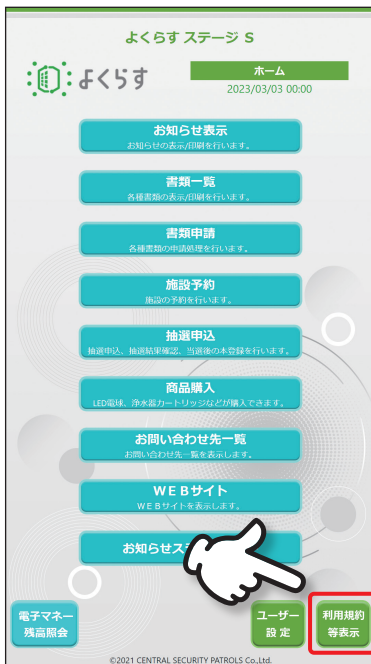 よくらす ステージ S
よくらす
ホーム
2023/03/03 00:00
お知らせ表示
お知らせの表示/印刷を行います。
書類一覧
各種書類の表示/印刷を行います。
書類申請
各種書類の申請処理を行います。
施設予約
施設の予約を行います。
抽選申込
抽選申込、抽選結果確認、当選後の本登録を行います。
商品購入
LED電球、浄水器カートリッジなどが購入できます。
お問い合わせ先一覧
お問い合わせ先一覧を表示します。
WEBサイト
WEBサイトを表示します。
お知らせス
電子マネー
残高照会
ユーザー
設定
利用規約
等表示
©2021 CENTRAL SECURITY PATROLS Co.,Ltd.